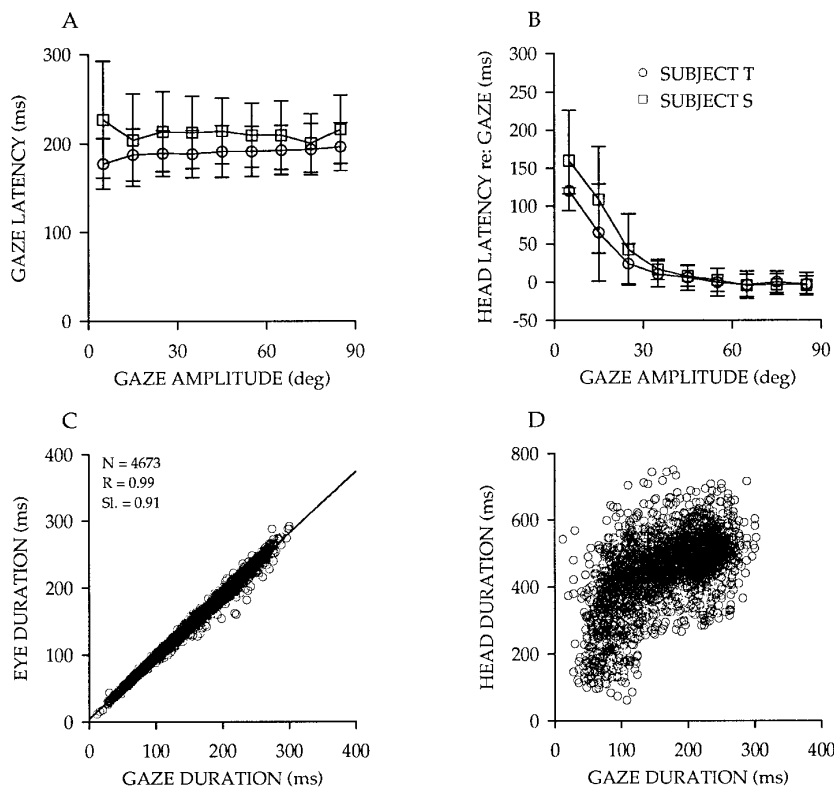 A
GAZE LATENCY (ms)
300
200
100
0
0 30 60 90
GAZE AMPLITUDE (deg)
B
HEAD LATENCY re: GAZE (ms)
300
250
200
150
100
50
0
-50
SUBJECT T
SUBJECT S
0 30 60 90
GAZE AMPLITUDE (deg)
C
EYE DURATION (ms)
400
300
200
100
0
N = 4673
R = 0.99
Sl. = 0.91
0 100 200 300 400
GAZE DURATION (ms)
D
HEAD DURATION (ms)
800
600
400
200
0
0 100 200 300 400
GAZE DURATION (ms)